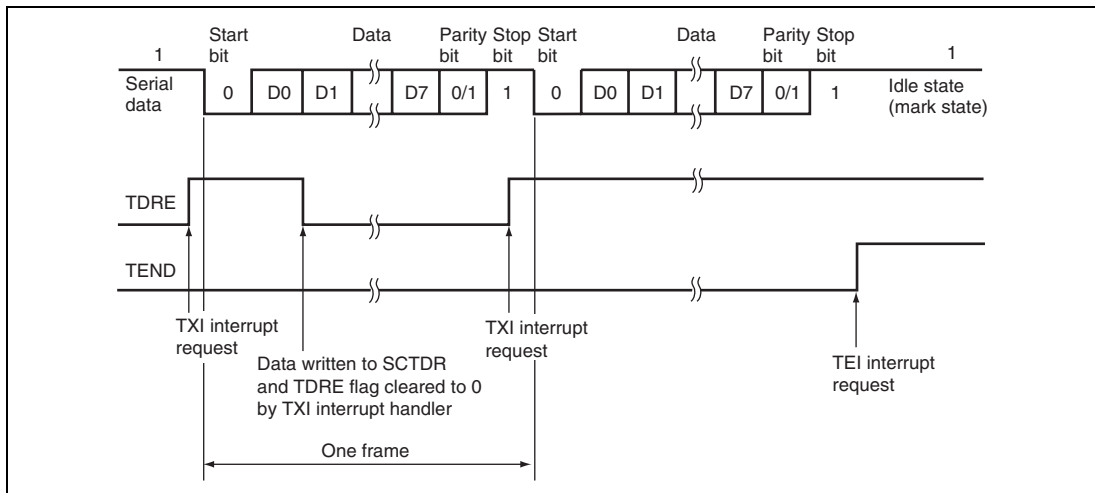 Start bit Data Parity bit Stop bit Start bit Data Parity bit Stop bit
1 1
Serial data 0 D0 D1 D7 0/1 1 0 D0 D1 D7 0/1 1 Idle state (mark state)
TDRE
TEND
TXI interrupt request
Data written to SCTDR
and TDRE flag cleared to 0
by TXI interrupt handler
TXI interrupt request
TEI interrupt request
One frame